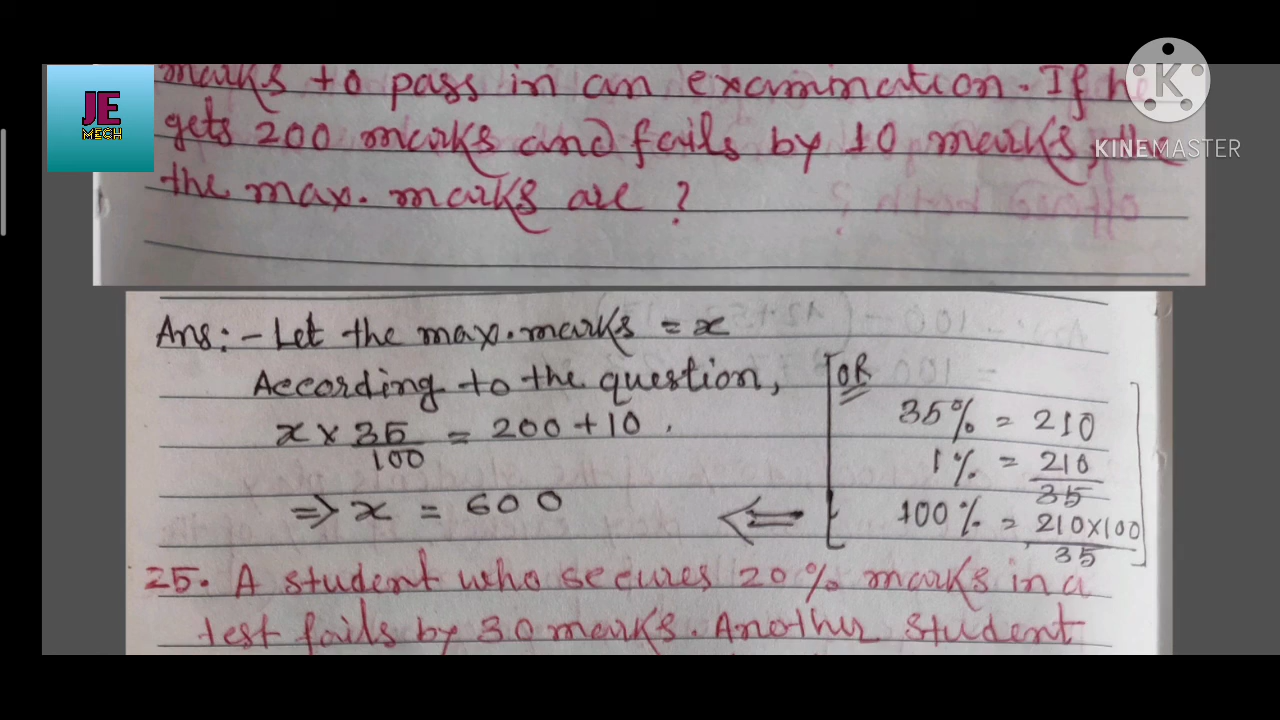 JE
MECH
K
KINEMASTER
marks to pass in an examination. If he
gets 200 marks and fails by 10 marks, the
the max. marks are ?
Ans:- Let the max. marks = x
According to the question,
x × 35/100 = 200 + 10.
⇒ x = 600
OR
35% = 210
1% = 210/35
100% = 210×100/35
25. A student who secures 20% marks in a
test fails by 30 marks. Another student